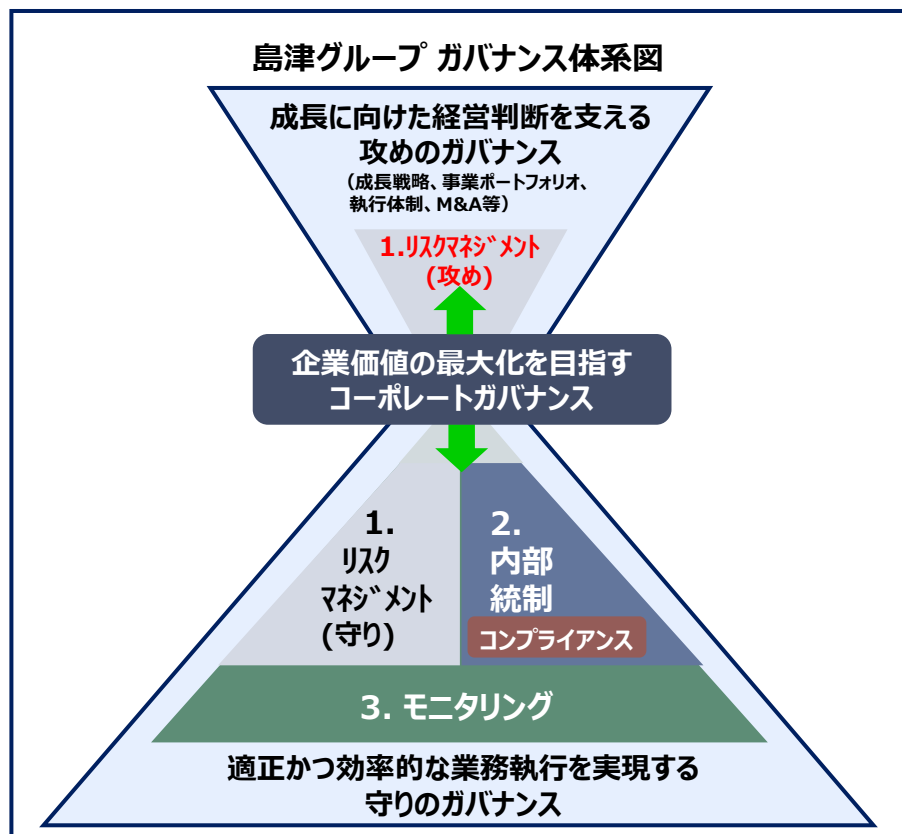 島津グループ ガバナンス体系図
成長に向けた経営判断を支える
攻めのガバナンス
（成長戦略、事業ポートフォリオ、
執行体制、M&A等）
1.ﾘｽｸﾏﾈｼﾞﾒﾝﾄ
(攻め)
企業価値の最大化を目指す
コーポレートガバナンス
1.
ﾘｽｸ
ﾏﾈｼﾞﾒﾝﾄ
(守り)
2.
内部
統制
コンプライアンス
3. モニタリング
適正かつ効率的な業務執行を実現する
守りのガバナンス